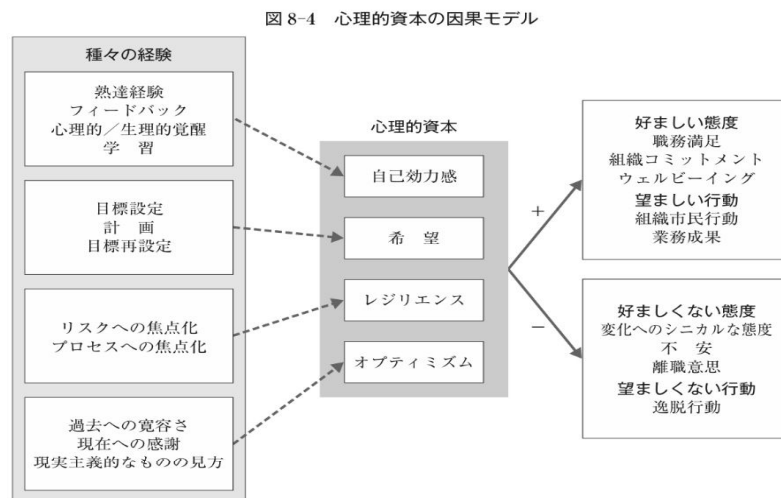 図 8-4 心理的資本の因果モデル
種々の経験
熟達経験
フィードバック
心理的／生理的覚醒
学 習
目標設定
計 画
目標再設定
リスクへの焦点化
プロセスへの焦点化
過去への寛容さ
現在への感謝
現実主義的なものの見方
心理的資本
自己効力感
希 望
レジリエンス
オプティミズム
+
−
好ましい態度
職務満足
組織コミットメント
ウェルビーイング
望ましい行動
組織市民行動
業務成果
好ましくない態度
変化へのシニカルな態度
不 安
離職意思
望ましくない行動
逸脱行動